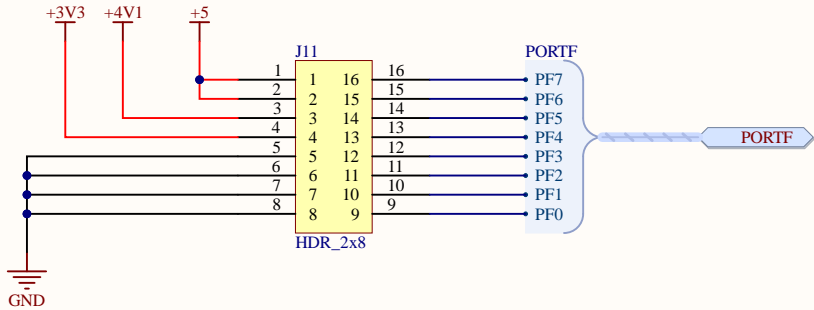 +3V3 +4V1 +5
J11 PORTF
1 1 16 16 PF7
2 2 15 15 PF6
3 3 14 14 PF5
4 4 13 13 PF4 PORTF
5 5 12 12 PF3
6 6 11 11 PF2
7 7 10 10 PF1
8 8 9 9 PF0
HDR_2x8
GND